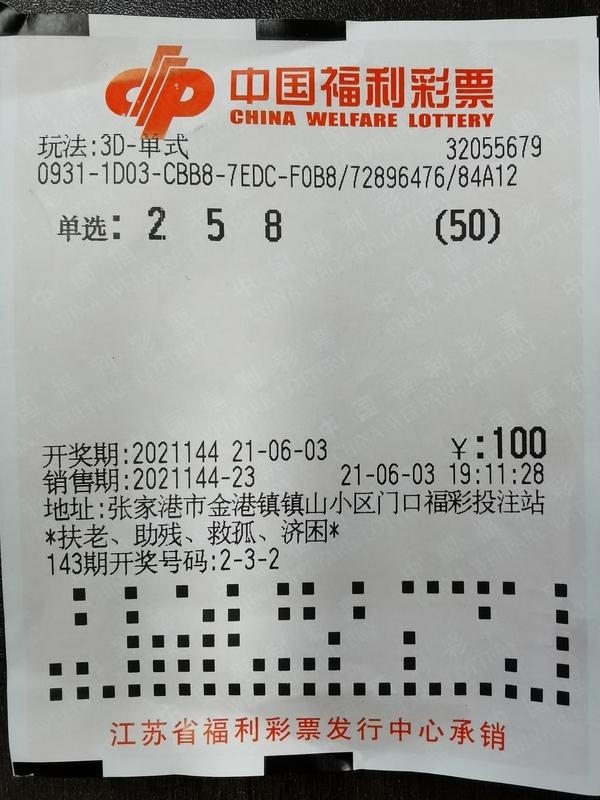 中国福利彩票
CHINA WELFARE LOTTERY
玩法:3D-单式 32055679
0931-1D03-CBB8-7EDC-F0B8/72896476/84A12
单选: 2 5 8 (50)
开奖期:2021144 21-06-03 ¥:100
销售期:2021144-23 21-06-03 19:11:28
地址:张家港市金港镇镇山小区门口福彩投注站
*扶老、助残、救孤、济困*
143期开奖号码:2-3-2
江苏省福利彩票发行中心承销